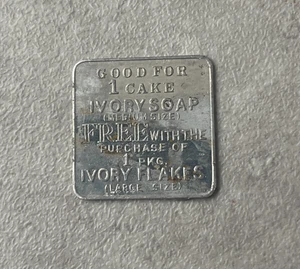 GOOD FOR
1 CAKE
IVORY SOAP
(MEDIUM SIZE)
FREE WITH THE
PURCHASE OF
1 PKG.
IVORY FLAKES
(LARGE SIZE)